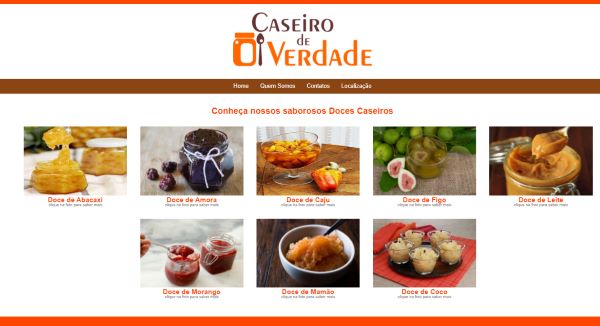 CASEIRO
DE
VERDADE
Home Quem Somos Contatos Localização
Conheça nossos saborosos Doces Caseiros
Doce de Abacaxi
clique na foto para saber mais
Doce de Amora
clique na foto para saber mais
Doce de Caju
clique na foto para saber mais
Doce de Figo
clique na foto para saber mais
Doce de Leite
clique na foto para saber mais
Doce de Morango
clique na foto para saber mais
Doce de Mamão
clique na foto para saber mais
Doce de Coco
clique na foto para saber mais